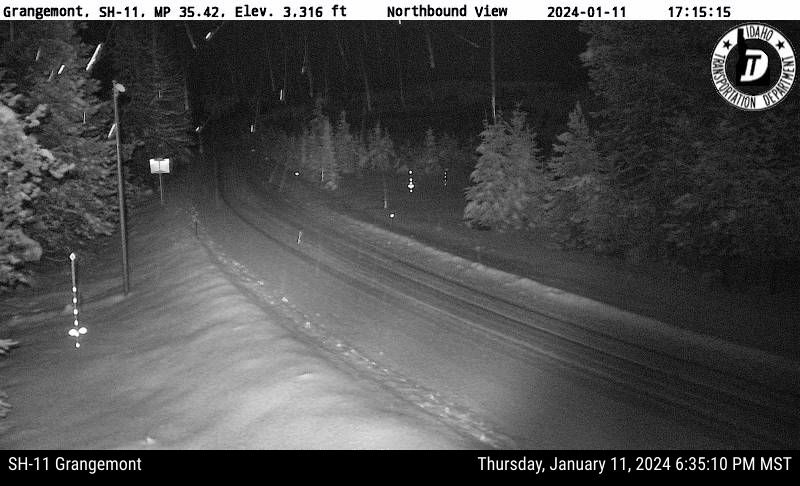 Grangemont, SH-11, MP 35.42, Elev. 3,316 ft Northbound View 2024-01-11 17:15:15
IDAHO
TRANSPORTATION DEPARTMENT
SH-11 Grangemont
Thursday, January 11, 2024 6:35:10 PM MST